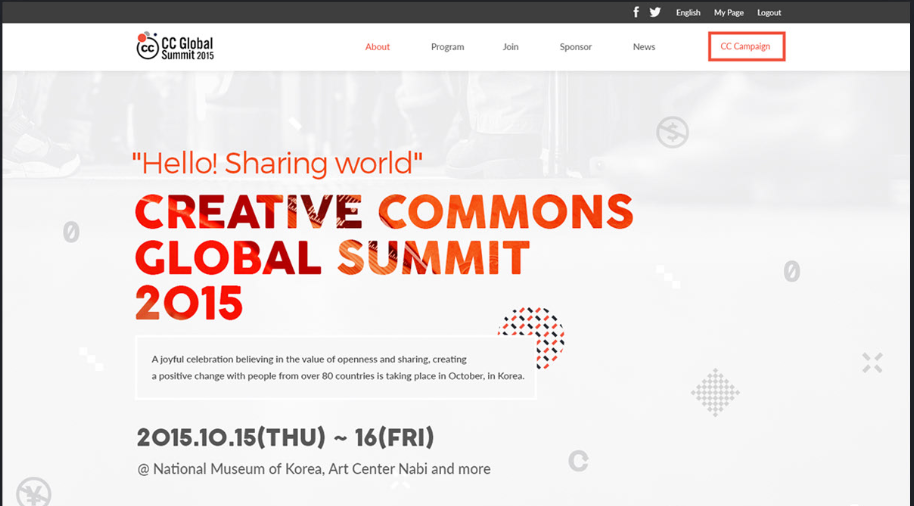 English My Page Logout
CC Global
Summit 2015
cc
About Program Join Sponsor News CC Campaign
"Hello! Sharing world"
CREATIVE COMMONS
GLOBAL SUMMIT
2015
A joyful celebration believing in the value of openness and sharing, creating
a positive change with people from over 80 countries is taking place in October, in Korea.
2015.10.15(THU) ~ 16(FRI)
@ National Museum of Korea, Art Center Nabi and more